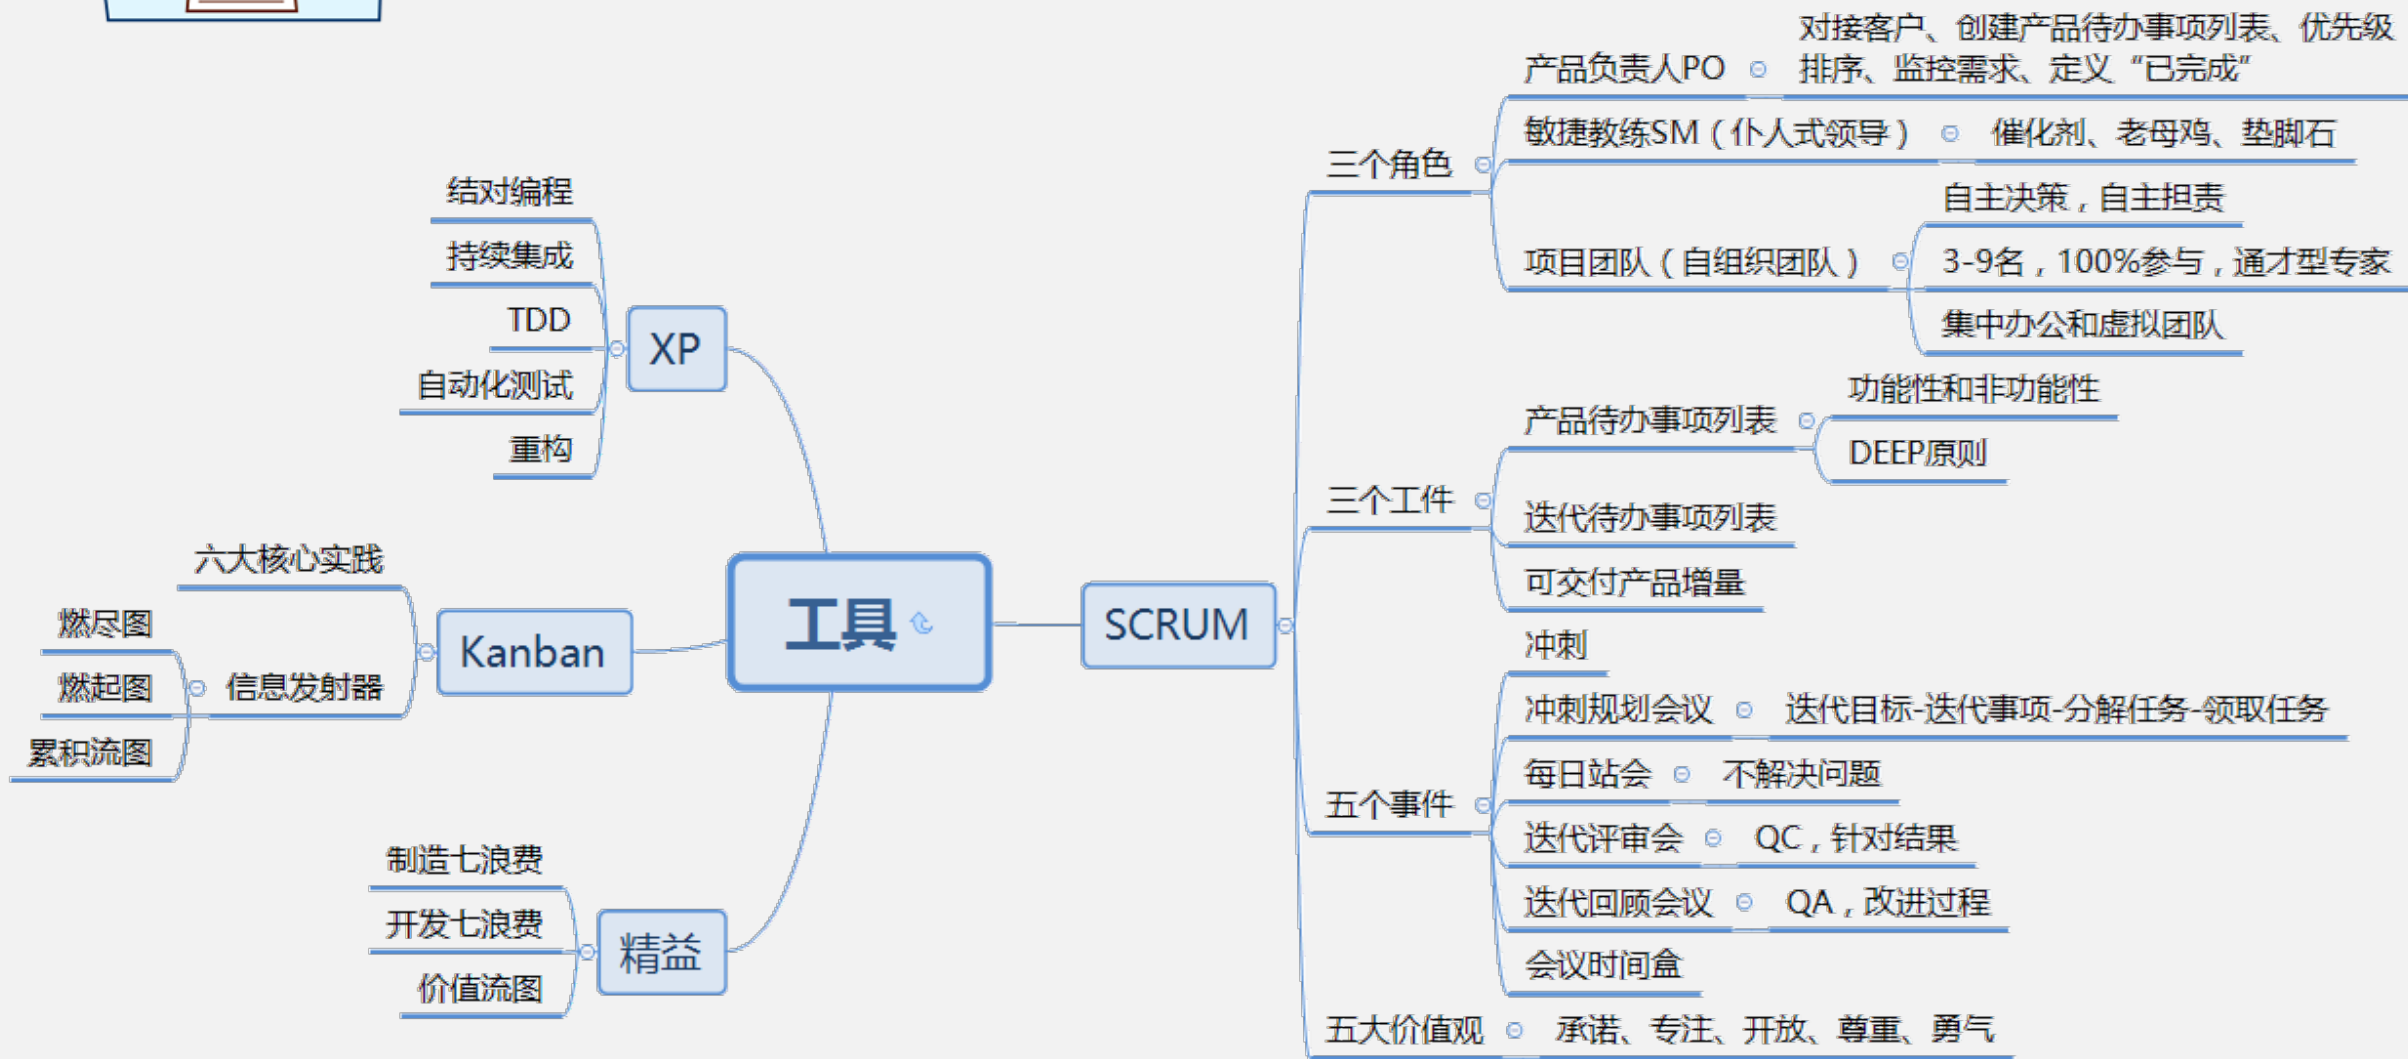 工具
SCRUM
三个角色
产品负责人PO
对接客户、创建产品待办事项列表、优先级
排序、监控需求、定义“已完成”
敏捷教练SM（仆人式领导）
催化剂、老母鸡、垫脚石
项目团队（自组织团队）
自主决策，自主担责
3-9名，100%参与，通才型专家
集中办公和虚拟团队
三个工件
产品待办事项列表
功能性和非功能性
DEEP原则
迭代待办事项列表
可交付产品增量
五个事件
冲刺
冲刺规划会议
迭代目标-迭代事项-分解任务-领取任务
每日站会
不解决问题
迭代评审会
QC，针对结果
迭代回顾会议
QA，改进过程
会议时间盒
五大价值观
承诺、专注、开放、尊重、勇气
XP
结对编程
持续集成
TDD
自动化测试
重构
Kanban
六大核心实践
信息发射器
燃尽图
燃起图
累积流图
精益
制造七浪费
开发七浪费
价值流图